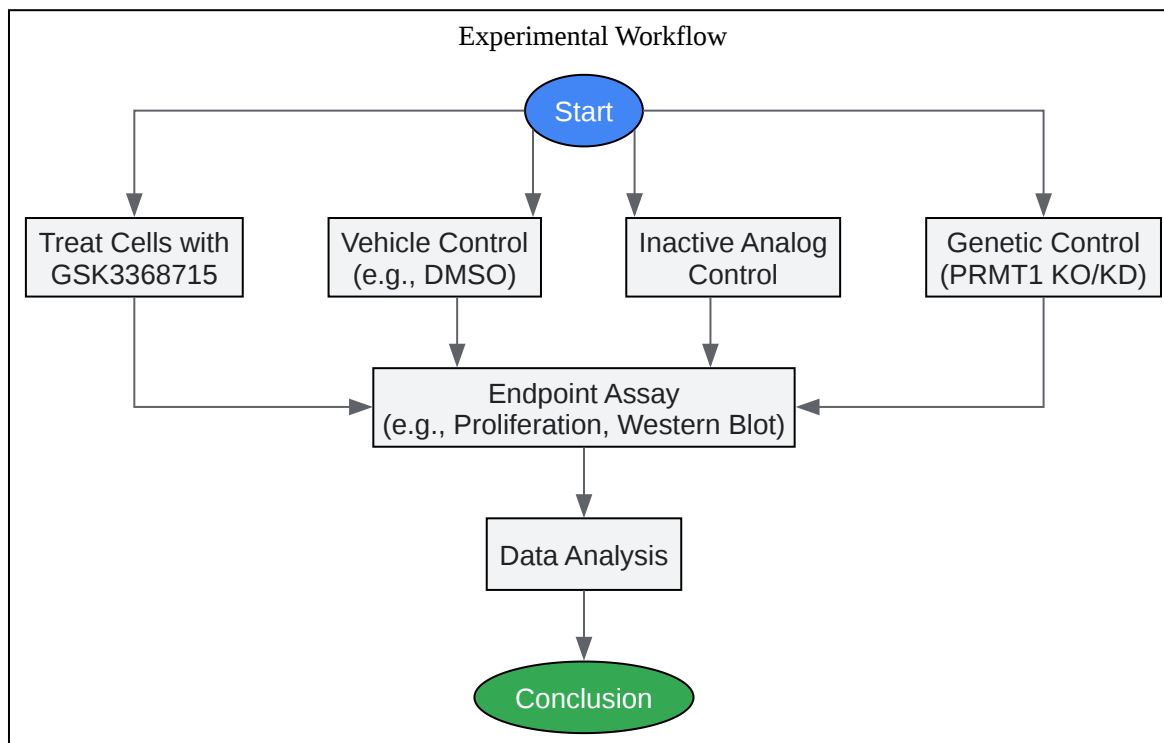 Experimental Workflow
Start
Treat Cells with
GSK3368715
Vehicle Control
(e.g., DMSO)
Inactive Analog
Control
Genetic Control
(PRMT1 KO/KD)
Endpoint Assay
(e.g., Proliferation, Western Blot)
Data Analysis
Conclusion